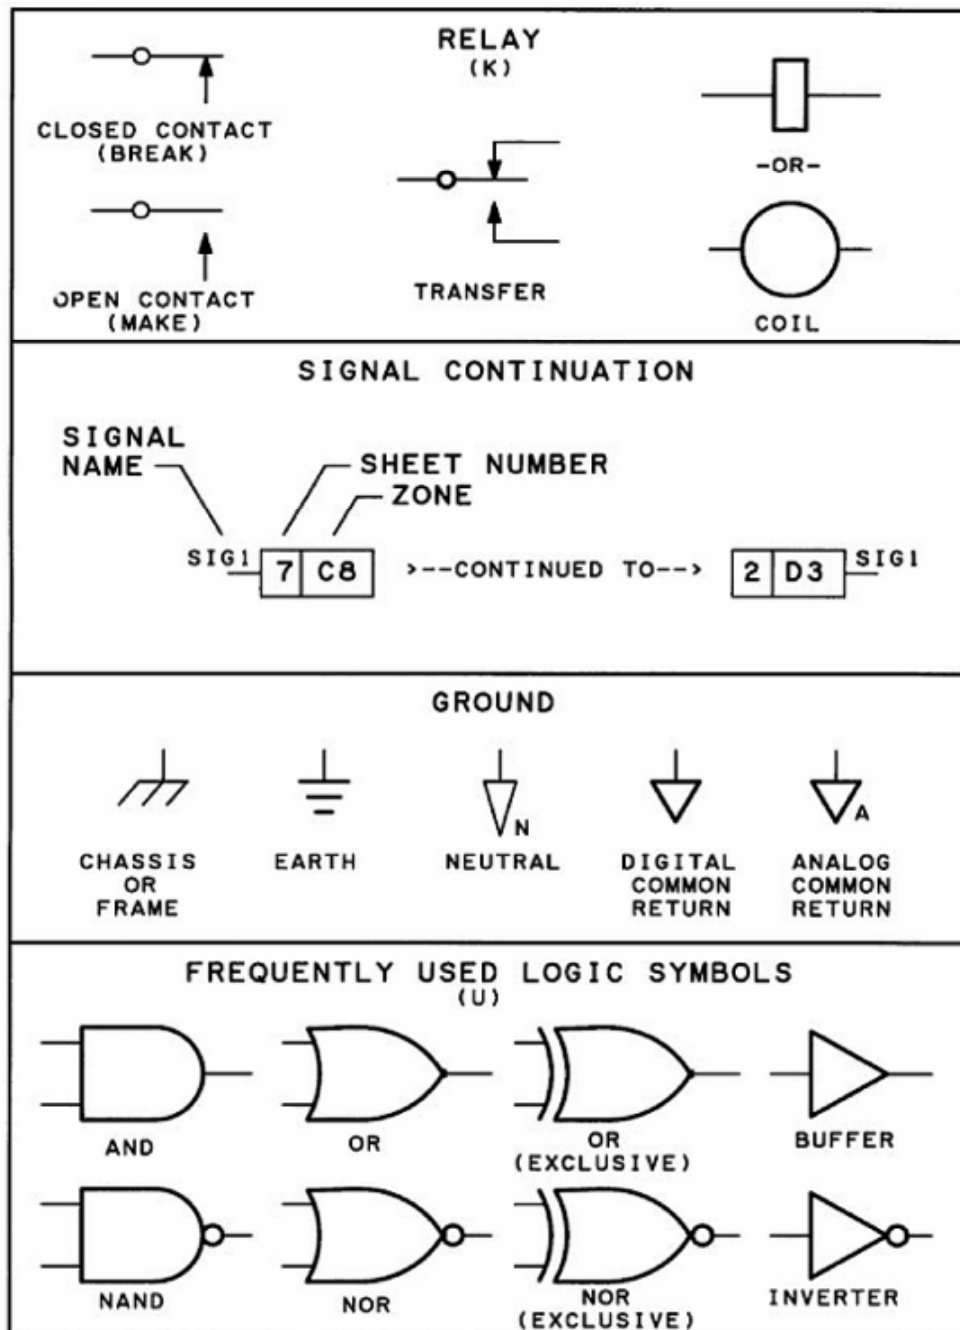 RELAY
(K)
CLOSED CONTACT
(BREAK)
OPEN CONTACT
(MAKE)
TRANSFER
-OR-
COIL
SIGNAL CONTINUATION
SIGNAL
NAME
SHEET NUMBER
ZONE
SIG1 7 C8 >--CONTINUED TO--> 2 D3 SIG1
GROUND
N
A
CHASSIS
OR
FRAME
EARTH
NEUTRAL
DIGITAL
COMMON
RETURN
ANALOG
COMMON
RETURN
FREQUENTLY USED LOGIC SYMBOLS
(U)
AND
OR
OR
(EXCLUSIVE)
BUFFER
NAND
NOR
NOR
(EXCLUSIVE)
INVERTER